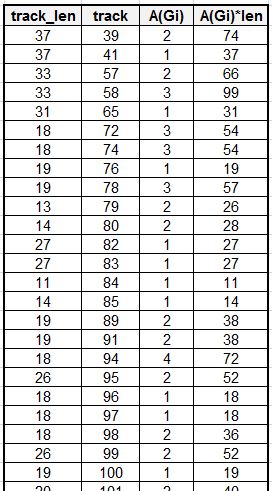 track_len track A(Gi) A(Gi)*len
37 39 2 74
37 41 1 37
33 57 2 66
33 58 3 99
31 65 1 31
18 72 3 54
18 74 3 54
19 76 1 19
19 78 3 57
13 79 2 26
14 80 2 28
27 82 1 27
27 83 1 27
11 84 1 11
14 85 1 14
19 89 2 38
19 91 2 38
18 94 4 72
26 95 2 52
18 96 1 18
18 97 1 18
18 98 2 36
26 99 2 52
19 100 1 19
20 101 2 40